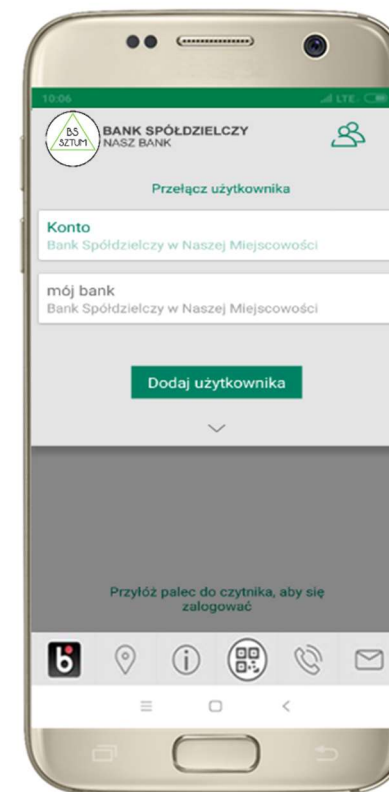 10:06
LTE
BS
SZTUM
BANK SPÓŁDZIELCZY
NASZ BANK
Przełącz użytkownika
Konto
Bank Spółdzielczy w Naszej Miejscowości
mój bank
Bank Spółdzielczy w Naszej Miejscowości
Dodaj użytkownika
Przyłóż palec do czytnika, aby się
zalogować